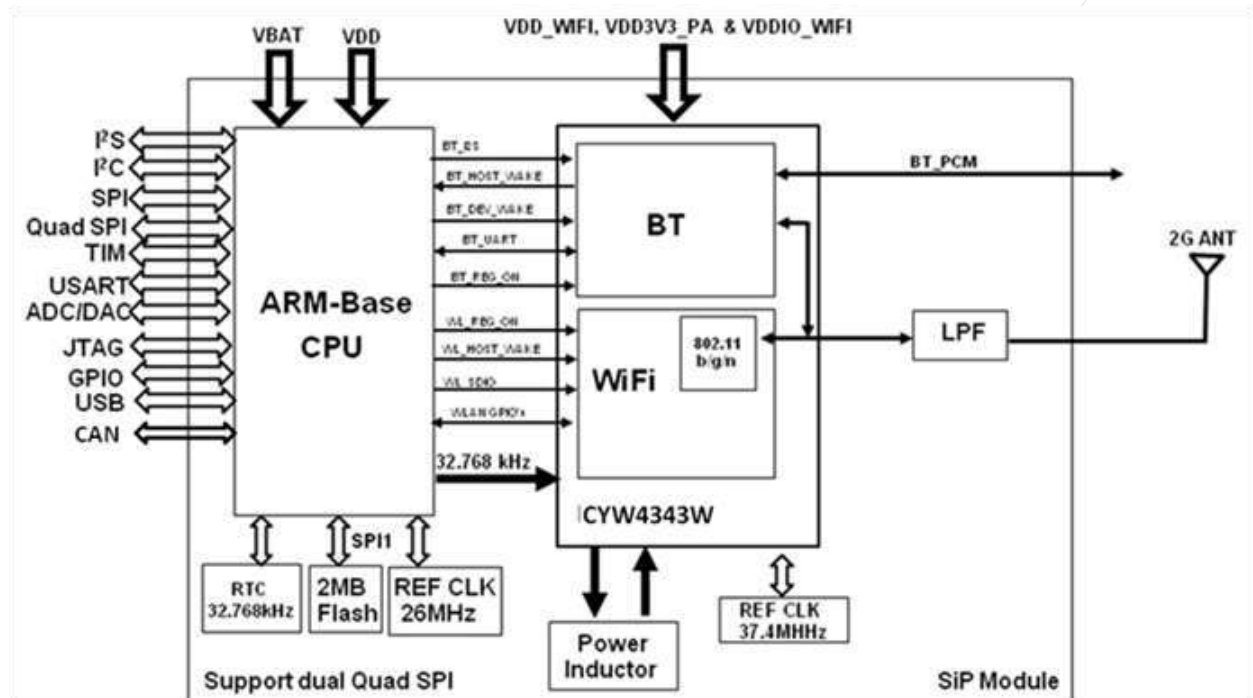 VDD_WIFI, VDD3V3_PA & VDDIO_WIFI
VBAT
VDD
I²S
I²C
SPI
Quad SPI
TIM
USART
ADC/DAC
JTAG
GPIO
USB
CAN
ARM-Base
CPU
BT_HOST_WAKE
BT_DEV_WAKE
BT_UART
BT_REG_ON
WL_REG_ON
WL_HOST_WAKE
WL_SDIO
WLAN GPIO's
32.768 kHz
BT
BT_PCM
2G ANT
LPF
802.11
b/g/n
WiFi
CYW4343W
SPI1
RTC
32.768kHz
2MB
Flash
REF CLK
26MHz
Power
Inductor
REF CLK
37.4MHHz
Support dual Quad SPI
SiP Module